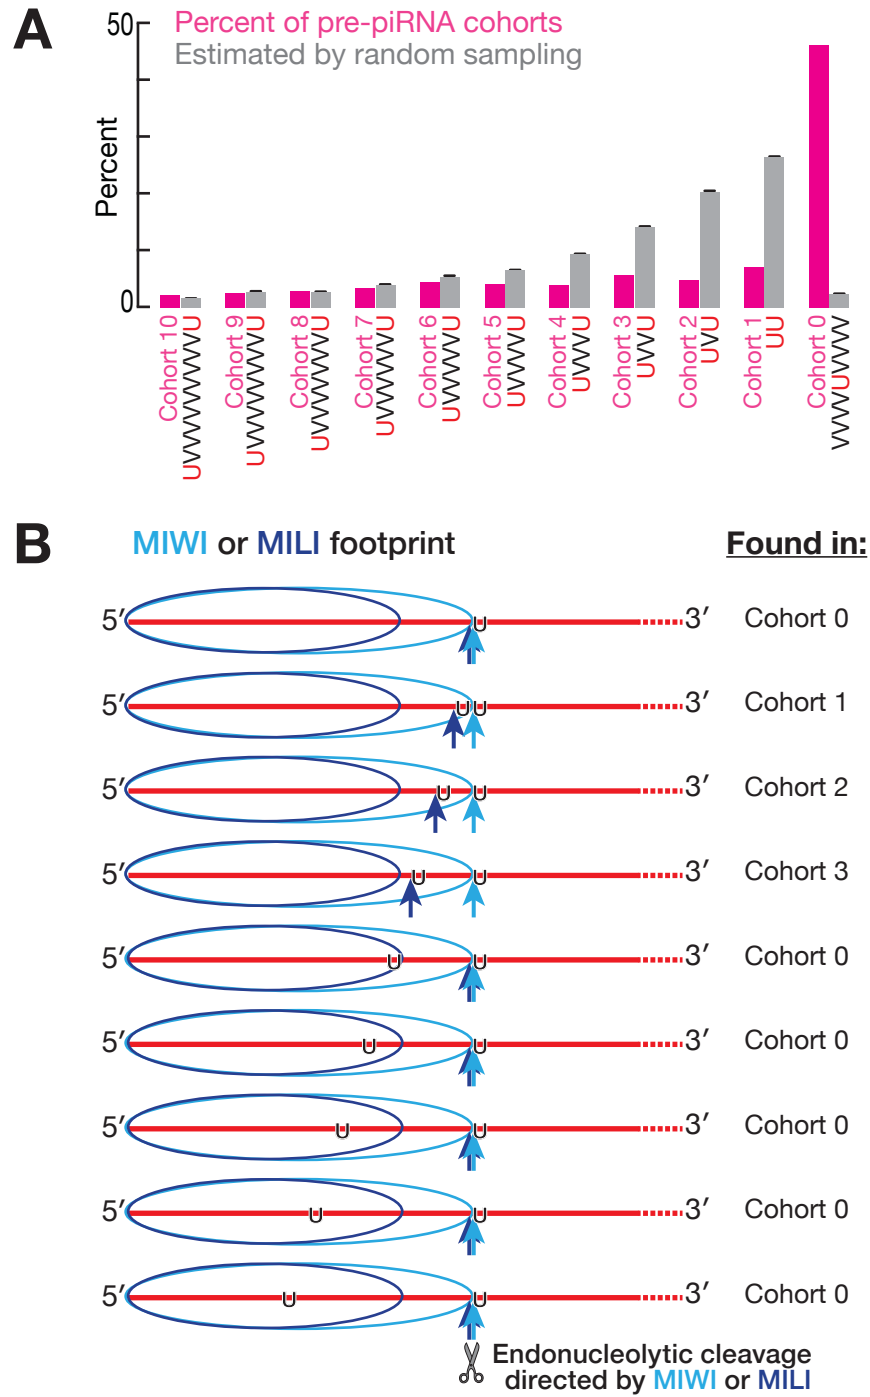 A
Percent of pre-piRNA cohorts
Estimated by random sampling
50
Percent
0
Cohort 10
UVVVVVVVVVU
Cohort 9
UVVVVVVVVU
Cohort 8
UVVVVVVVU
Cohort 7
UVVVVVVU
Cohort 6
UVVVVVU
Cohort 5
UVVVVU
Cohort 4
UVVVU
Cohort 3
UVVU
Cohort 2
UVU
Cohort 1
UU
Cohort 0
VVVVUVVVV
B
MIWI or MILI footprint
Found in:
5′ U 3′ Cohort 0
5′ U U 3′ Cohort 1
5′ U U 3′ Cohort 2
5′ U U 3′ Cohort 3
5′ U U 3′ Cohort 0
5′ U U 3′ Cohort 0
5′ U U 3′ Cohort 0
5′ U U 3′ Cohort 0
5′ U U 3′ Cohort 0
Endonucleolytic cleavage
directed by MIWI or MILI